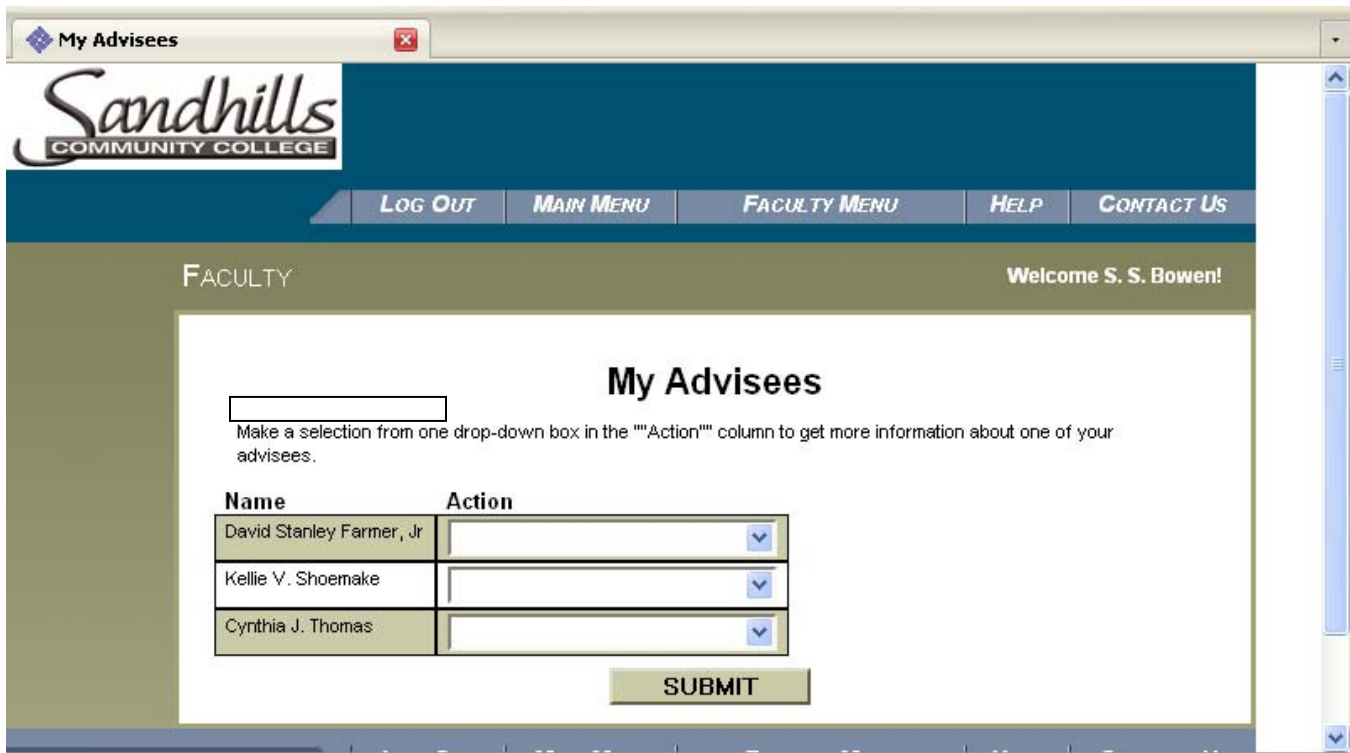 My Advisees
Sandhills
COMMUNITY COLLEGE
LOG OUT MAIN MENU FACULTY MENU HELP CONTACT US
FACULTY Welcome S. S. Bowen!
My Advisees
Make a selection from one drop-down box in the ""Action"" column to get more information about one of your
advisees.
Name Action
David Stanley Farmer, Jr
Kellie V. Shoemake
Cynthia J. Thomas
SUBMIT